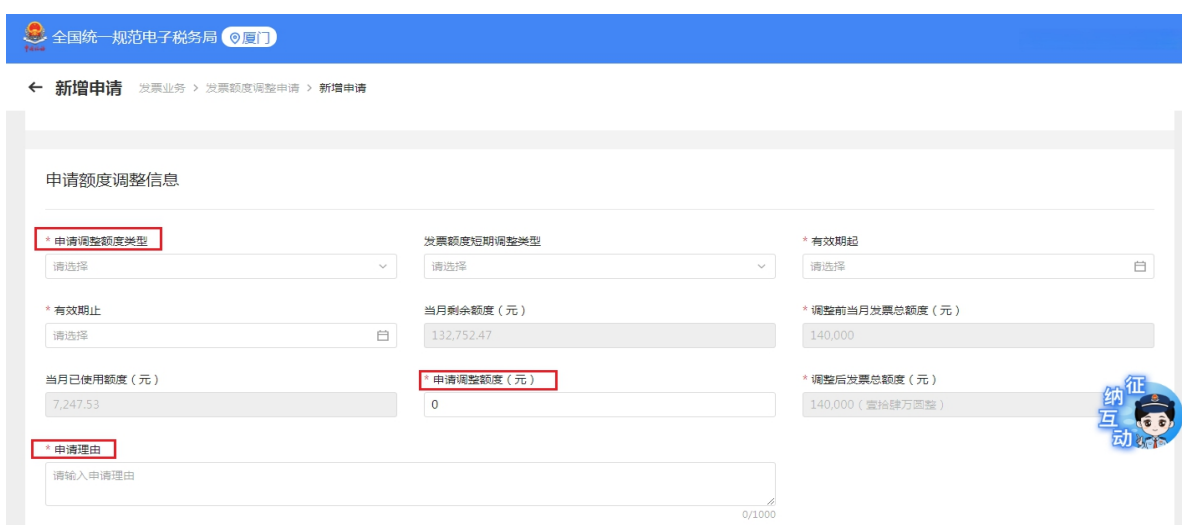 全国统一规范电子税务局 厦门
新增申请 发票业务 > 发票额度调整申请 > 新增申请
申请额度调整信息
* 申请调整额度类型 发票额度短期调整类型 * 有效期起
请选择 请选择 请选择
* 有效期止 当月剩余额度（元） * 调整前当月发票总额度（元）
请选择 132,752.47 140,000
当月已使用额度（元） * 申请调整额度（元） * 调整后发票总额度（元）
7,247.53 0 140,000（壹拾肆万圆整）
征纳互动
* 申请理由
请输入申请理由
0/1000